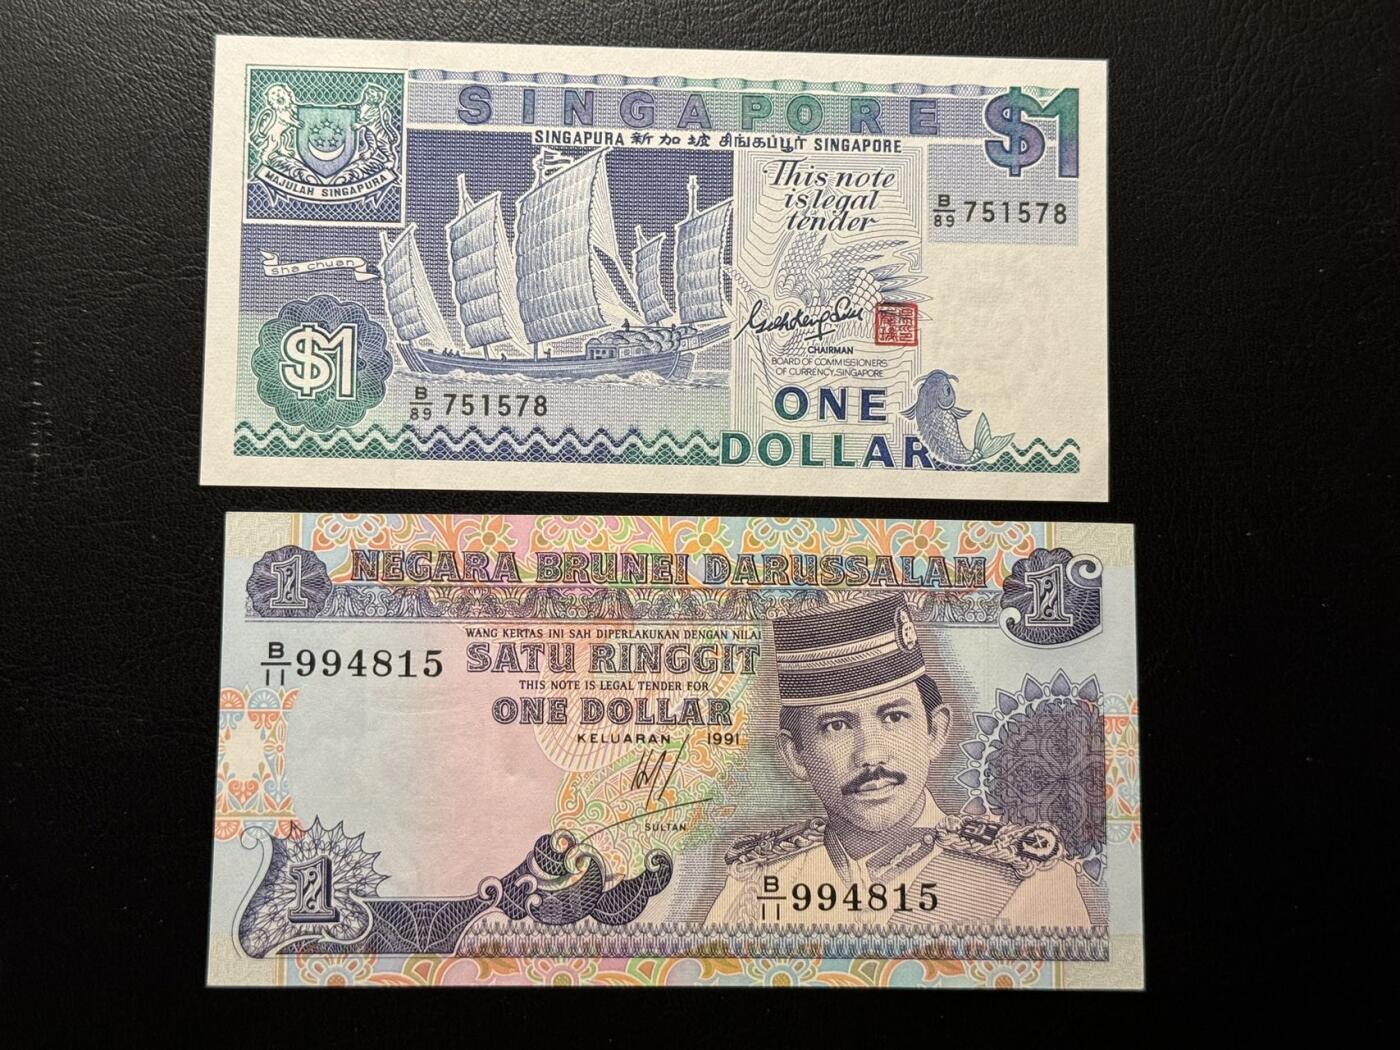 SINGAPORE
$1
SINGAPURA 新加坡 சிங்கப்பூர் SINGAPORE
MAJULAH SINGAPURA
This note
is legal
tender
B/89 751578
sha chuan
$1
CHAIRMAN
BOARD OF COMMISSIONERS
OF CURRENCY, SINGAPORE
B/89 751578
ONE
DOLLAR
1 NEGARA BRUNEI DARUSSALAM 1
WANG KERTAS INI SAH DIPERLAKUKAN DENGAN NILAI
B/11 994815
SATU RINGGIT
THIS NOTE IS LEGAL TENDER FOR
ONE DOLLAR
KELUARAN 1991
SULTAN
1
B/11 994815